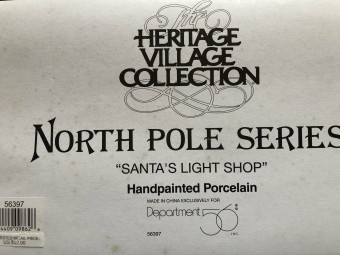 the
HERITAGE
VILLAGE
COLLECTION
NORTH POLE SERIES
"SANTA'S LIGHT SHOP"
Handpainted Porcelain
MADE IN CHINA EXCLUSIVELY FOR
Department 56®
INC.
56397
56397